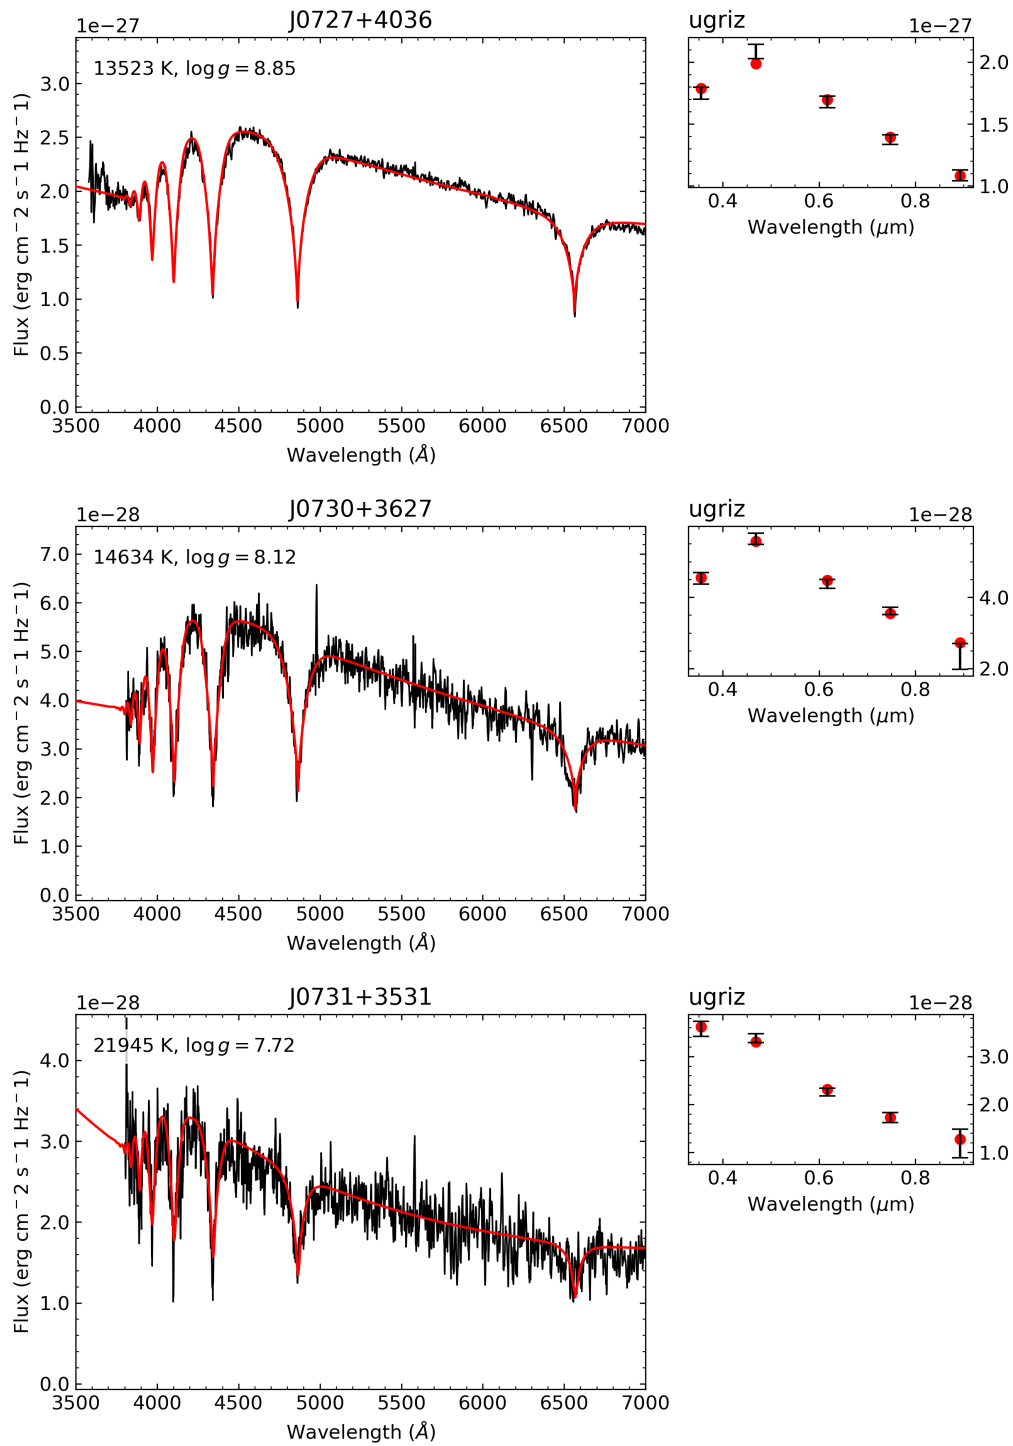 J0727+4036
1e−27
13523 K, log g = 8.85
Flux (erg cm−2 s−1 Hz−1)
3.0
2.5
2.0
1.5
1.0
0.5
0.0
3500 4000 4500 5000 5500 6000 6500 7000
Wavelength (Å)
ugriz
1e−27
2.0
1.5
1.0
0.4 0.6 0.8
Wavelength (μm)
J0730+3627
1e−28
14634 K, log g = 8.12
Flux (erg cm−2 s−1 Hz−1)
7.0
6.0
5.0
4.0
3.0
2.0
1.0
0.0
3500 4000 4500 5000 5500 6000 6500 7000
Wavelength (Å)
ugriz
1e−28
4.0
2.0
0.4 0.6 0.8
Wavelength (μm)
J0731+3531
1e−28
21945 K, log g = 7.72
Flux (erg cm−2 s−1 Hz−1)
4.0
3.0
2.0
1.0
0.0
3500 4000 4500 5000 5500 6000 6500 7000
Wavelength (Å)
ugriz
1e−28
3.0
2.0
1.0
0.4 0.6 0.8
Wavelength (μm)